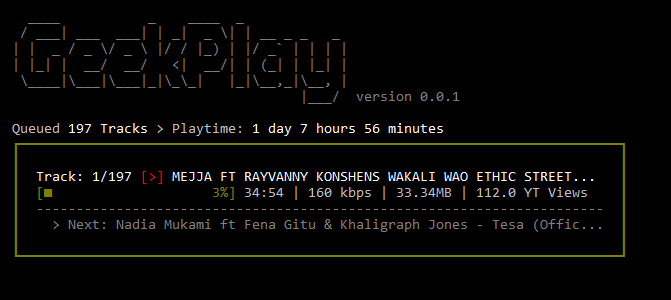 GeekPlay
version 0.0.1
Queued 197 Tracks > Playtime: 1 day 7 hours 56 minutes
Track: 1/197 [>] MEJJA FT RAYVANNY KONSHENS WAKALI WAO ETHIC STREET...
[■ 3%] 34:54 | 160 kbps | 33.34MB | 112.0 YT Views
> Next: Nadia Mukami ft Fena Gitu & Khaligraph Jones - Tesa (Offic...